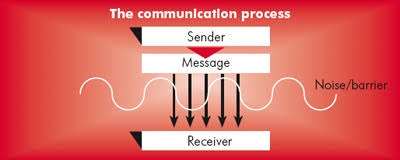 The communication process
Sender
Message
Noise/barrier
Receiver